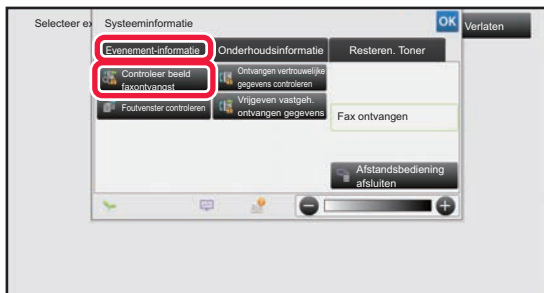 Selecteer ex
Systeeminformatie
OK
Verlaten
Evenement-informatie
Onderhoudsinformatie
Resteren. Toner
Controleer beeld
faxontvangst
Ontvangen vertrouwelijke
gegevens controleren
Foutvenster controleren
Vrijgeven vastgeh.
ontvangen gegevens
Fax ontvangen
Afstandsbediening
afsluiten